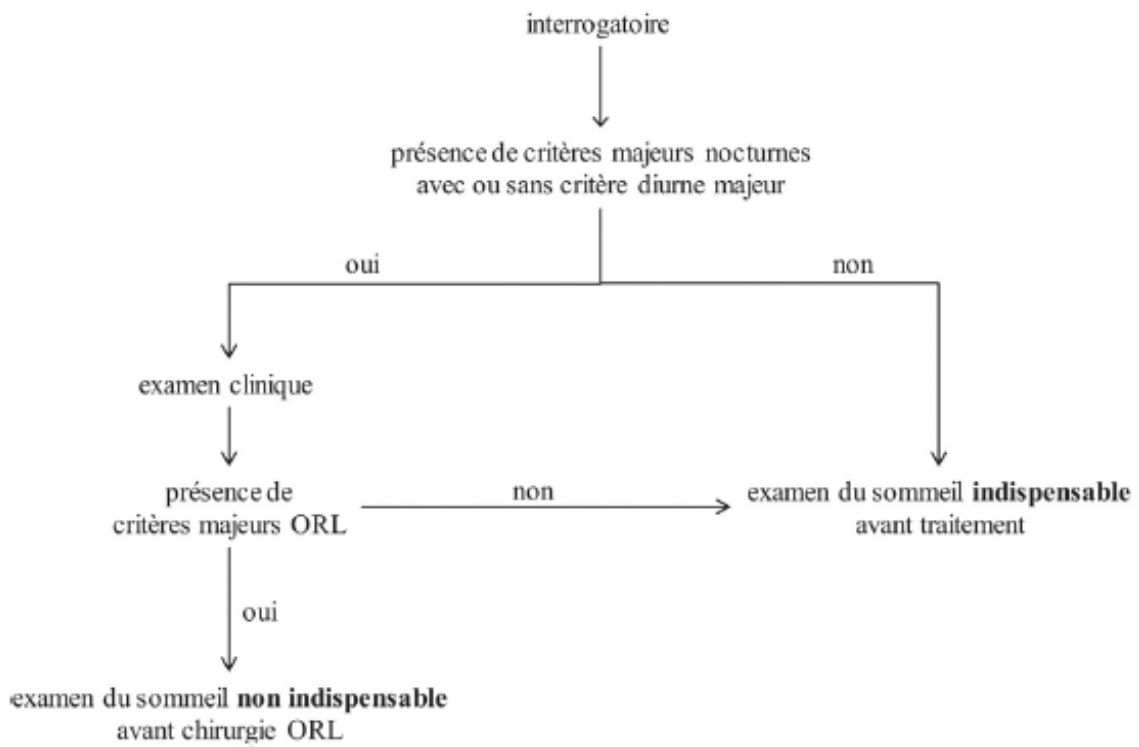 interrogatoire
présence de critères majeurs nocturnes
avec ou sans critère diurne majeur
oui
non
examen clinique
présence de
critères majeurs ORL
non
examen du sommeil indispensable
avant traitement
oui
examen du sommeil non indispensable
avant chirurgie ORL